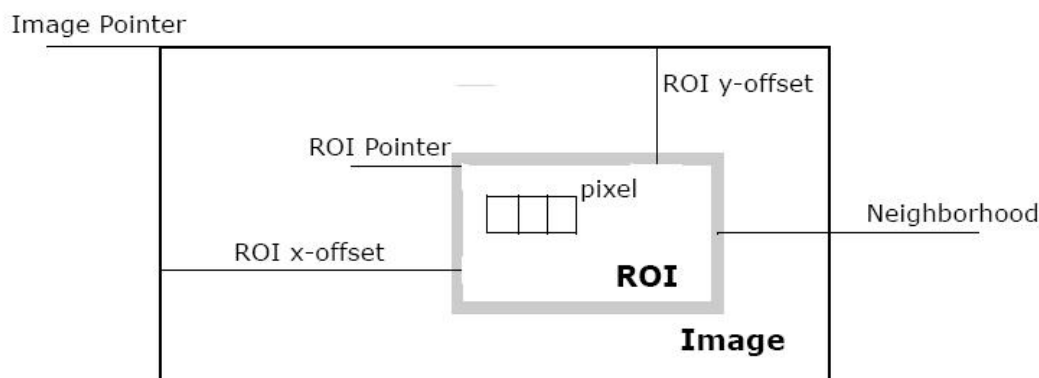 Image Pointer
ROI y-offset
ROI Pointer
pixel
Neighborhood
ROI x-offset
ROI
Image